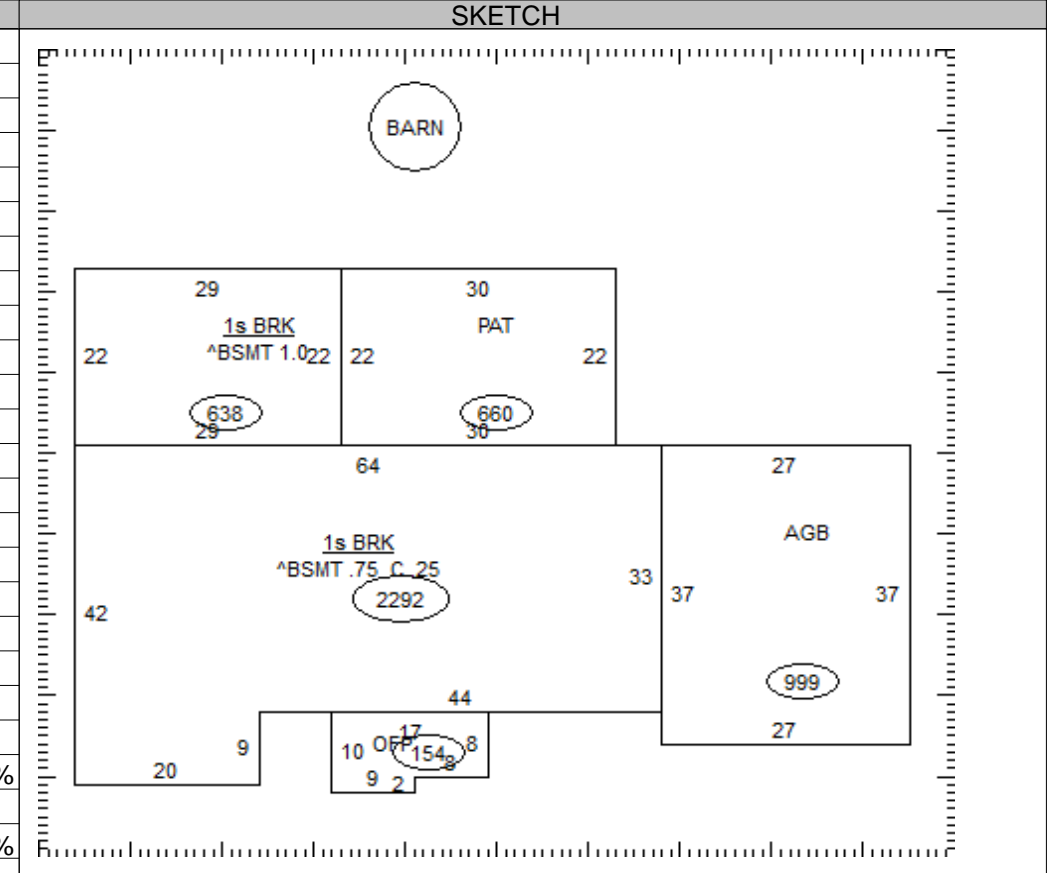 SKETCH
BARN
29 30
1s BRK PAT
^BSMT 1.0
22 22 22 22
638 660
29 30
64 27
AGB
1s BRK
^BSMT .75 C .25
33
2292
37 37
42
999
44
17 27
OFP
9 10 154 8
8
20 9 2
%
%